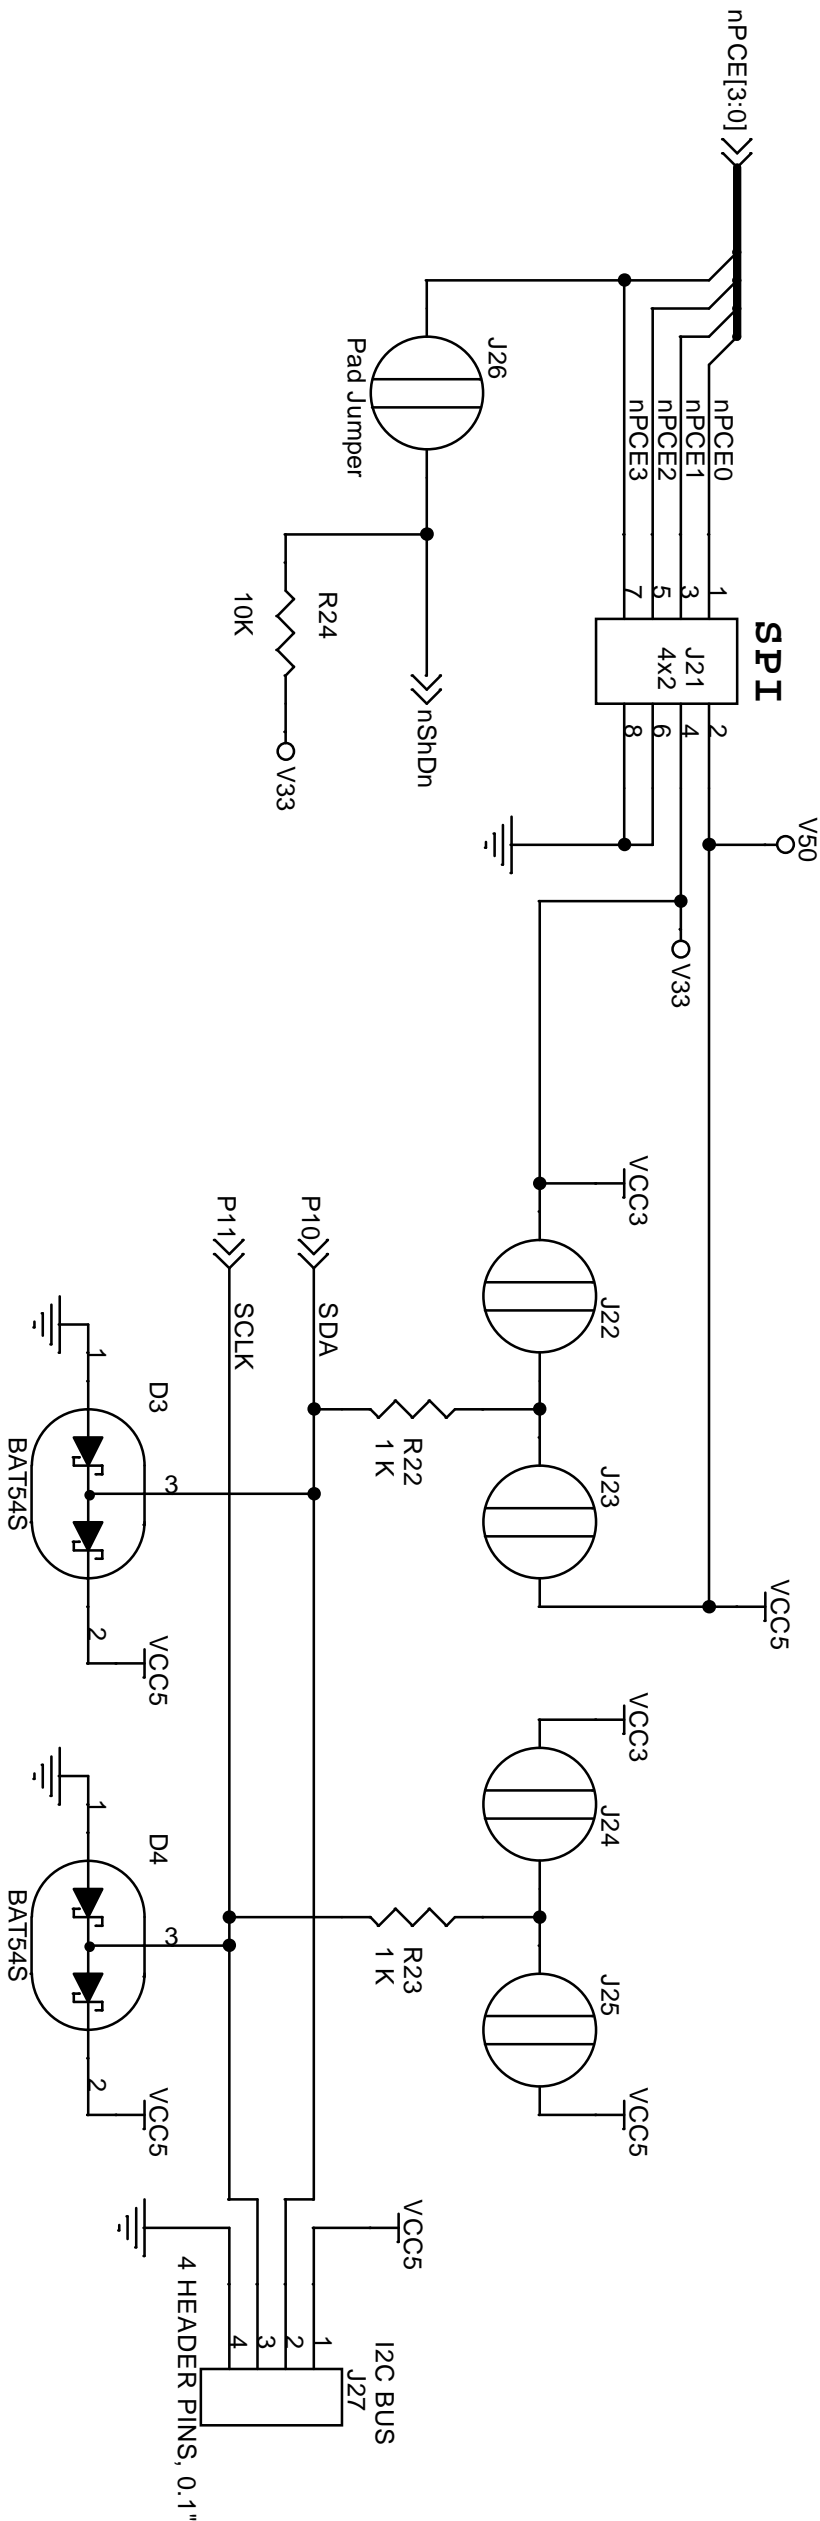 nPCE[3:0]
nPCE0
nPCE1
nPCE2
nPCE3
SPI
1
3
5
7
J21
4x2
2
4
6
8
V50
V33
J26
Pad Jumper
nShDn
R24
10K
V33
VCC3
J22
J23
VCC5
R22
1 K
VCC3
J24
J25
VCC5
R23
1 K
P10
SDA
P11
SCLK
D3
1
3
2
BAT54S
VCC5
D4
1
3
2
BAT54S
VCC5
VCC5
I2C BUS
J27
1
2
3
4
4 HEADER PINS, 0.1"